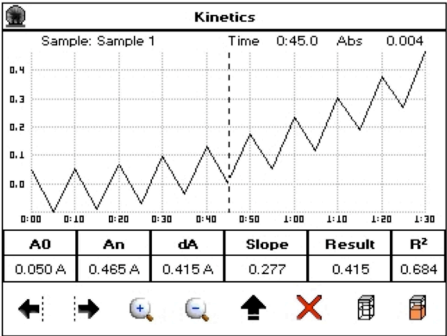 Kinetics
Sample: Sample 1 Time 0:45.0 Abs 0.004
0.4
0.3
0.2
0.1
0.0
0:00 0:10 0:20 0:30 0:40 0:50 1:00 1:10 1:20 1:30
A0 An dA Slope Result R²
0.050 A 0.465 A 0.415 A 0.277 0.415 0.684